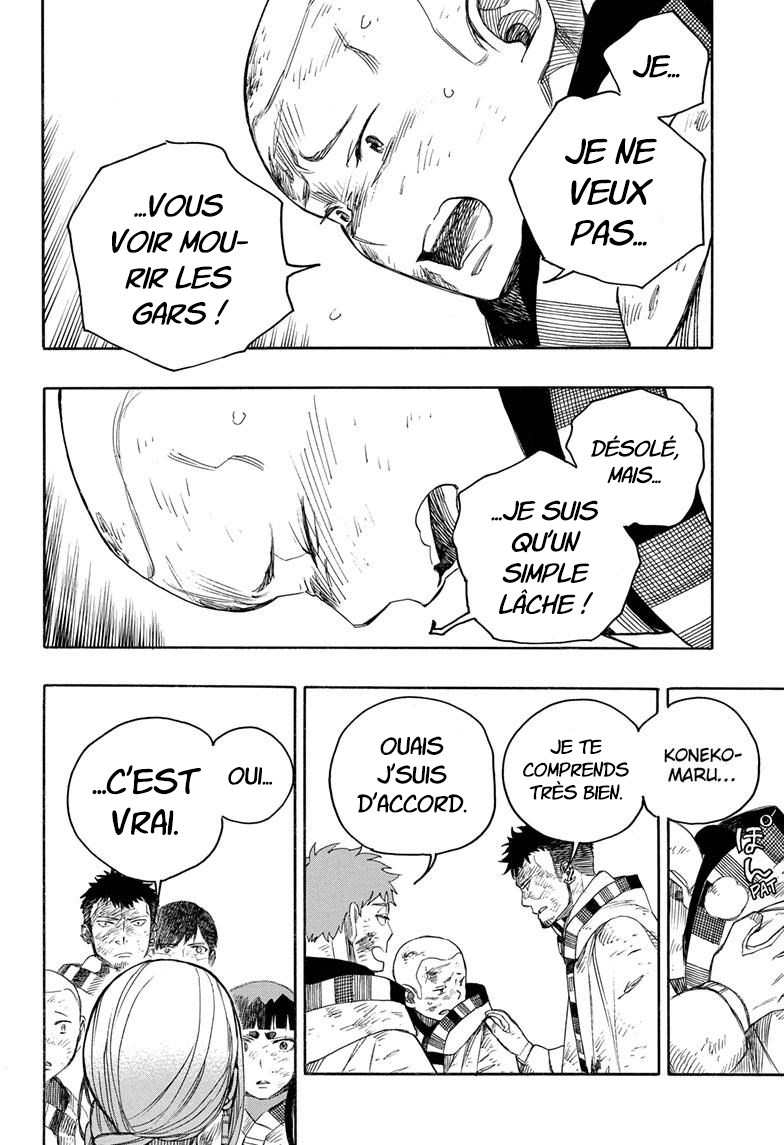 JE...
JE NE
VEUX
PAS...
...VOUS
VOIR MOU-
RIR LES
GARS !
DÉSOLÉ,
MAIS...
...JE SUIS
QU'UN
SIMPLE
LÂCHE !
KONEKO-
MARU...
ぽん
PAT
JE TE
COMPRENDS
TRÈS BIEN.
OUAIS
J'SUIS
D'ACCORD.
OUI...
...C'EST
VRAI.